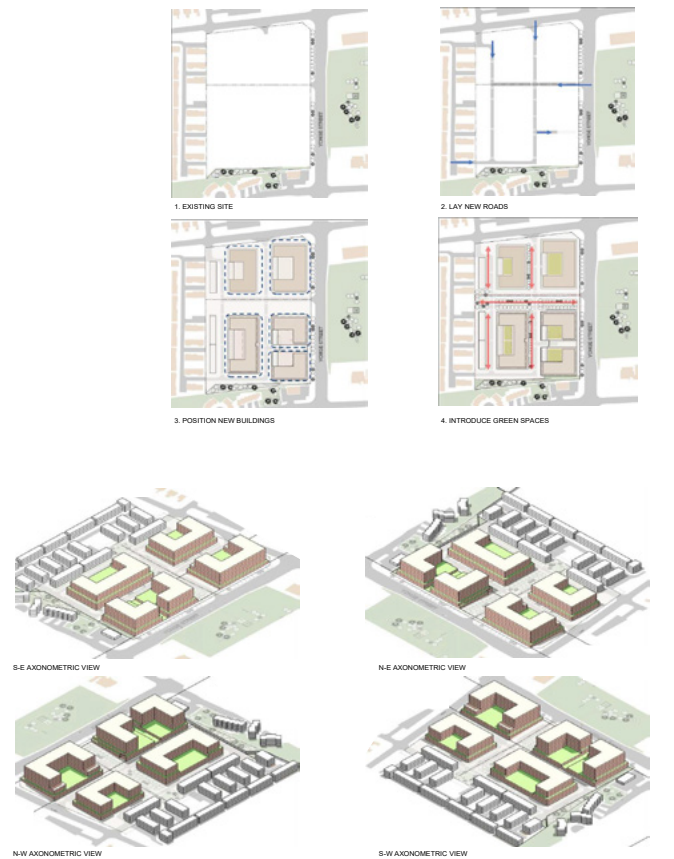 1. EXISTING SITE
2. LAY NEW ROADS
3. POSITION NEW BUILDINGS
4. INTRODUCE GREEN SPACES
S-E AXONOMETRIC VIEW
N-E AXONOMETRIC VIEW
N-W AXONOMETRIC VIEW
S-W AXONOMETRIC VIEW